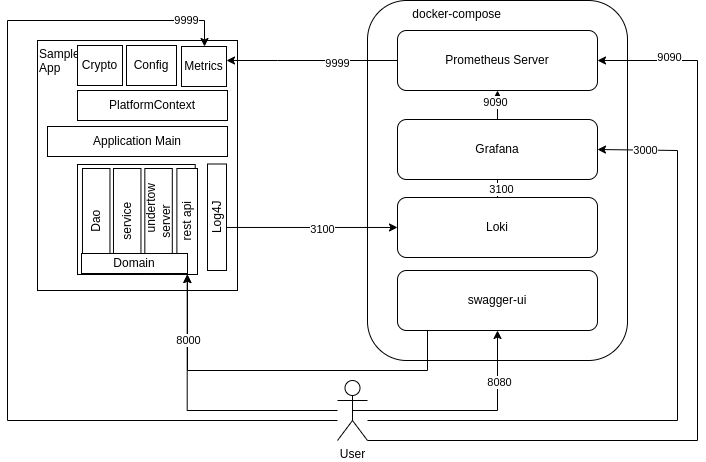 9999
docker-compose
Sample
App
Crypto
Config
Metrics
9999
Prometheus Server
9090
PlatformContext
9090
Application Main
Grafana
3000
Dao
service
undertow
server
rest api
Log4J
3100
3100
Loki
Domain
swagger-ui
8000
8080
User